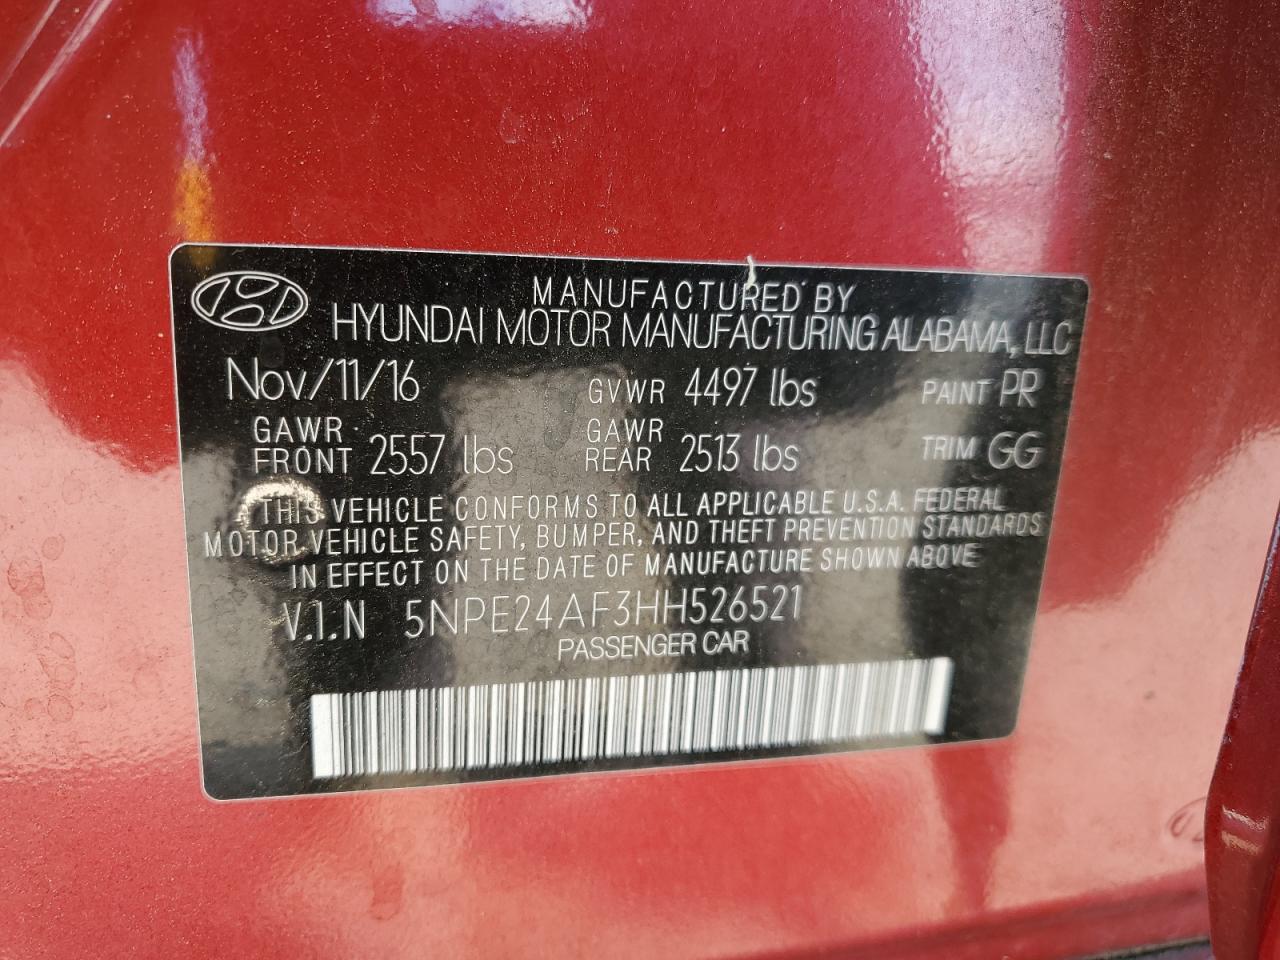 MANUFACTURED BY
HYUNDAI MOTOR MANUFACTURING ALABAMA, LLC
Nov/11/16 GVWR 4497 lbs PAINT PR
GAWR FRONT 2557 lbs GAWR REAR 2513 lbs TRIM GG
THIS VEHICLE CONFORMS TO ALL APPLICABLE U.S.A. FEDERAL
MOTOR VEHICLE SAFETY, BUMPER, AND THEFT PREVENTION STANDARDS
IN EFFECT ON THE DATE OF MANUFACTURE SHOWN ABOVE
V.I.N 5NPE24AF3HH526521
PASSENGER CAR